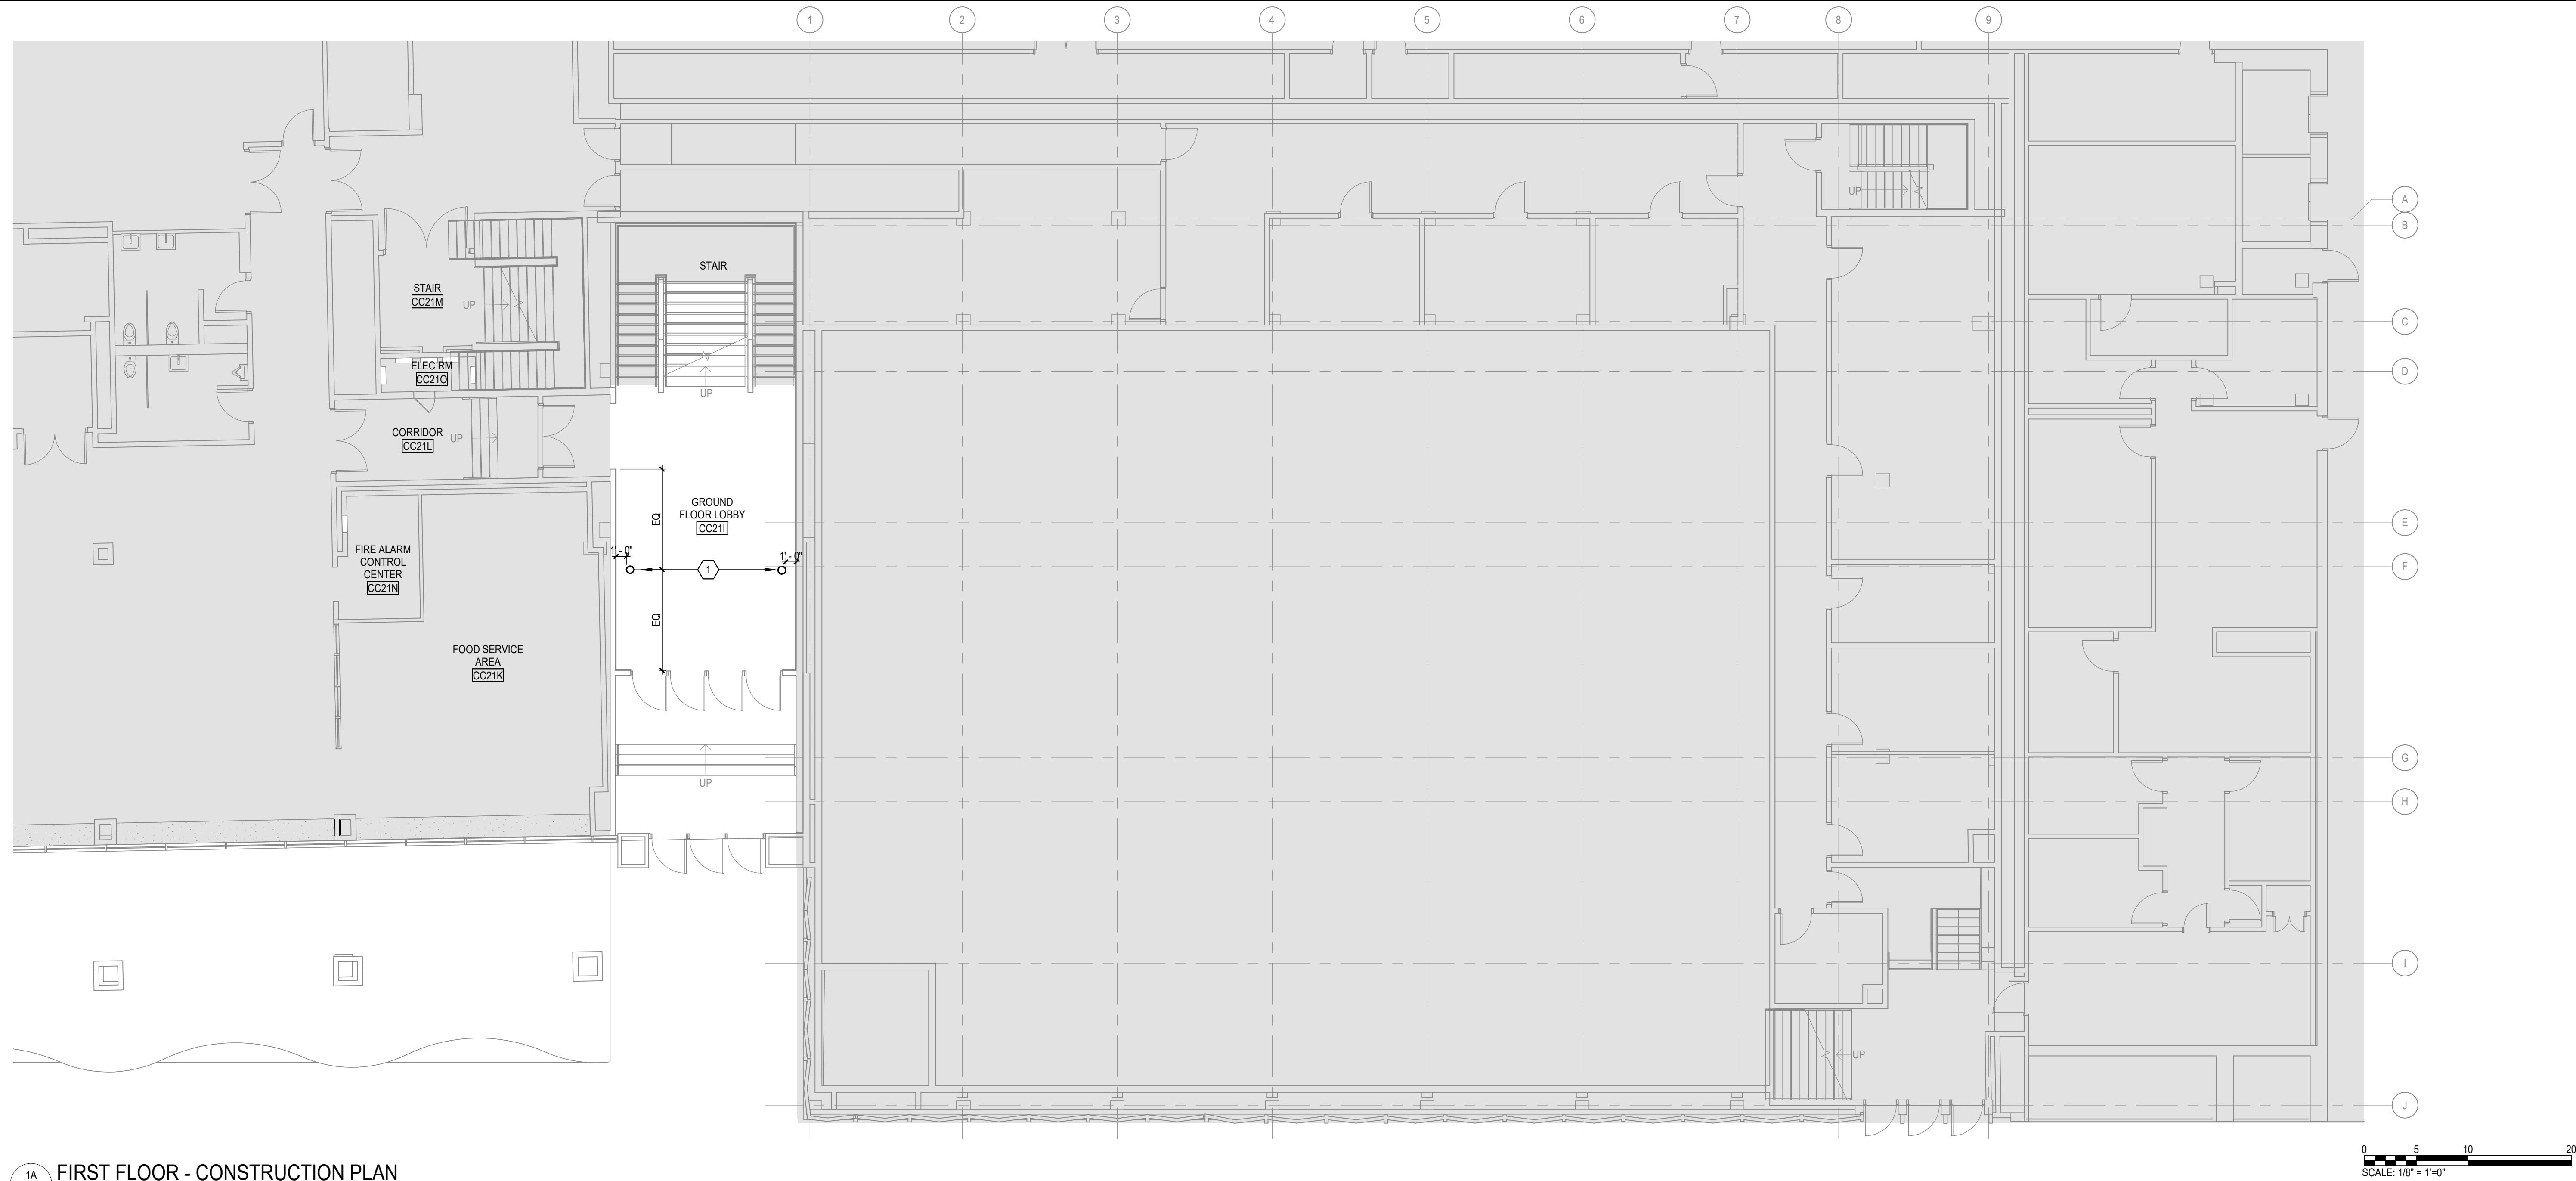 1 2 3 4 5 6 7 8 9
A
B
C
D
E
F
G
H
I
J
UP
STAIR
STAIR
CC21M
UP
UP
ELEC RM
CC21O
CORRIDOR
CC21L
UP
GROUND
FLOOR LOBBY
CC21I
EQ
EQ
1' - 0"
1' - 0"
1
FIRE ALARM
CONTROL
CENTER
CC21N
FOOD SERVICE
AREA
CC21K
UP
UP
1A FIRST FLOOR - CONSTRUCTION PLAN
0 5 10 20
SCALE: 1/8" = 1'=0"